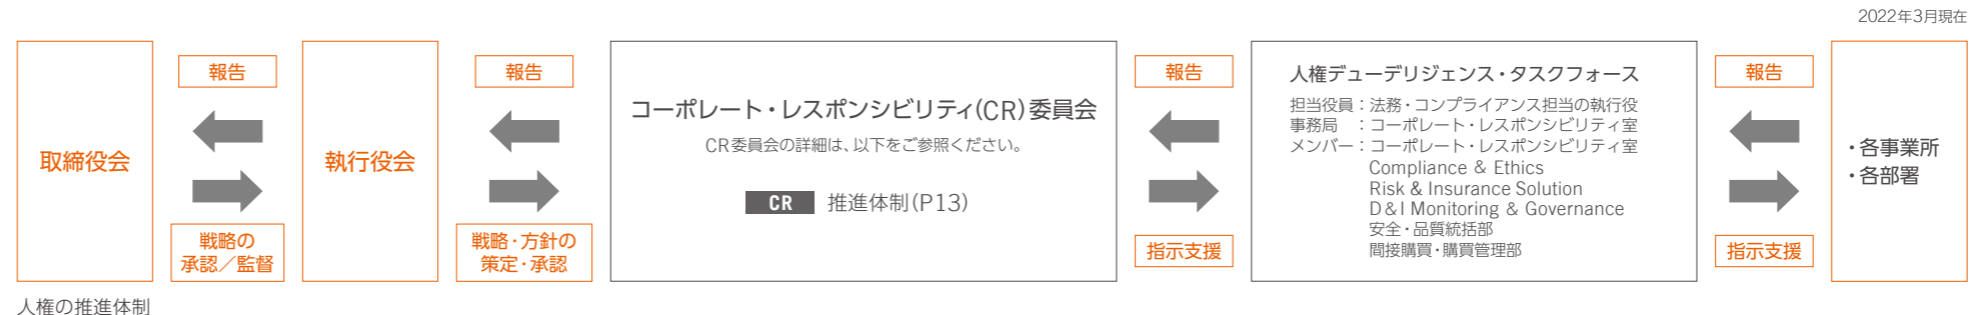 2022年3月現在
取締役会
報告
戦略の
承認／監督
執行役会
報告
戦略・方針の
策定・承認
コーポレート・レスポンシビリティ(CR)委員会
CR委員会の詳細は、以下をご参照ください。
CR 推進体制(P13)
報告
指示支援
人権デューデリジェンス・タスクフォース
担当役員：法務・コンプライアンス担当の執行役
事務局　：コーポレート・レスポンシビリティ室
メンバー：コーポレート・レスポンシビリティ室
Compliance & Ethics
Risk & Insurance Solution
D&I Monitoring & Governance
安全・品質統括部
間接購買・購買管理部
報告
指示支援
・各事業所
・各部署
人権の推進体制